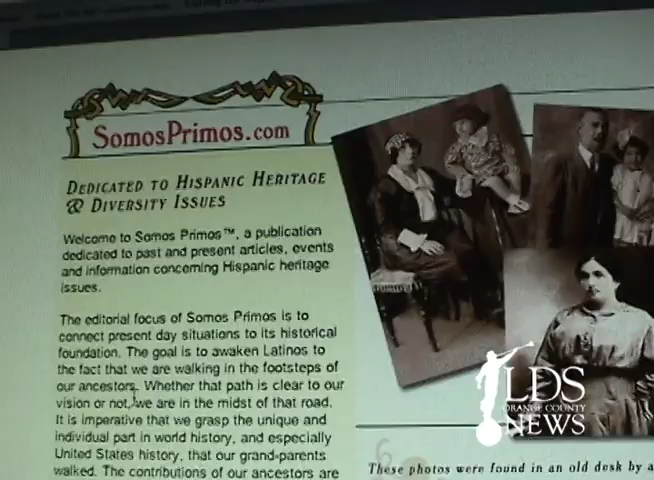 SomosPrimos.com
DEDICATED TO HISPANIC HERITAGE
& DIVERSITY ISSUES
Welcome to Somos Primos™, a publication
dedicated to past and present articles, events
and information concerning Hispanic heritage
issues.
The editorial focus of Somos Primos is to
connect present day situations to its historical
foundation. The goal is to awaken Latinos to
the fact that we are walking in the footsteps of
our ancestors. Whether that path is clear to our
vision or not, we are in the midst of that road.
It is imperative that we grasp the unique and
individual part in world history, and especially
United States history, that our grand-parents
walked. The contributions of our ancestors are
These photos were found in an old desk by a
LDS
ORANGE COUNTY
NEWS